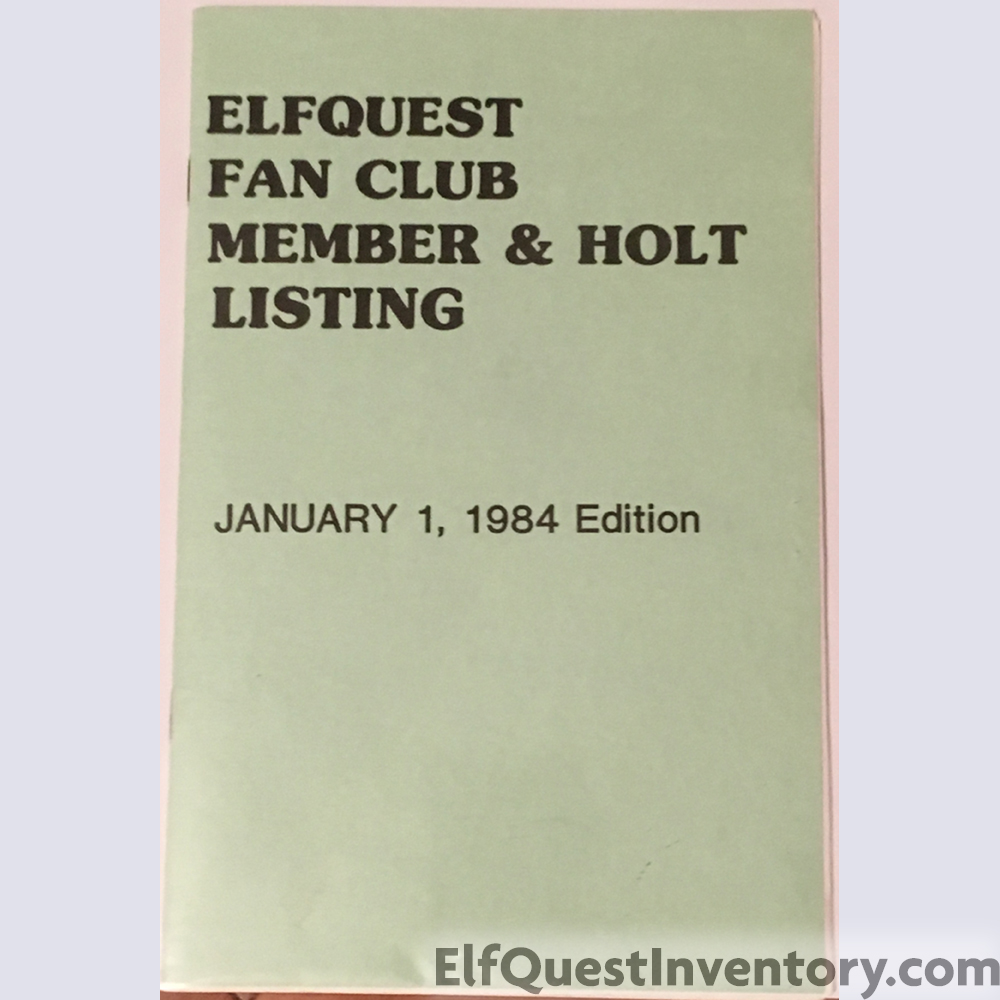 ELFQUEST
FAN CLUB
MEMBER & HOLT
LISTING
JANUARY 1, 1984 Edition
ElfQuestInventory.com